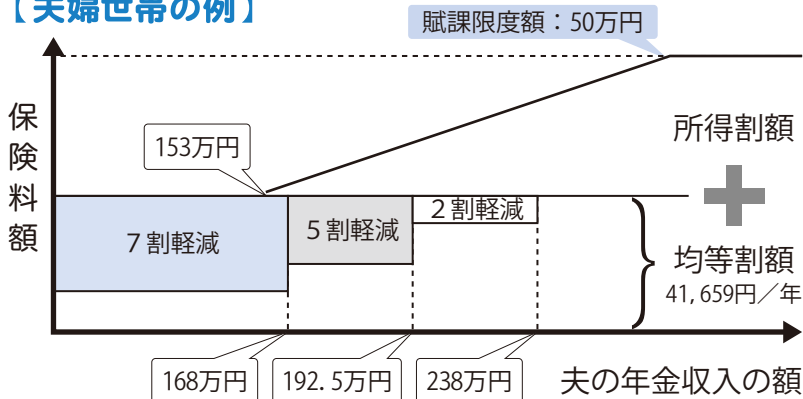 【夫婦世帯の例】
賦課限度額：50万円
保険料額
153万円
所得割額
7割軽減
5割軽減
2割軽減
均等割額
41,659円／年
168万円
192.5万円
238万円
夫の年金収入の額